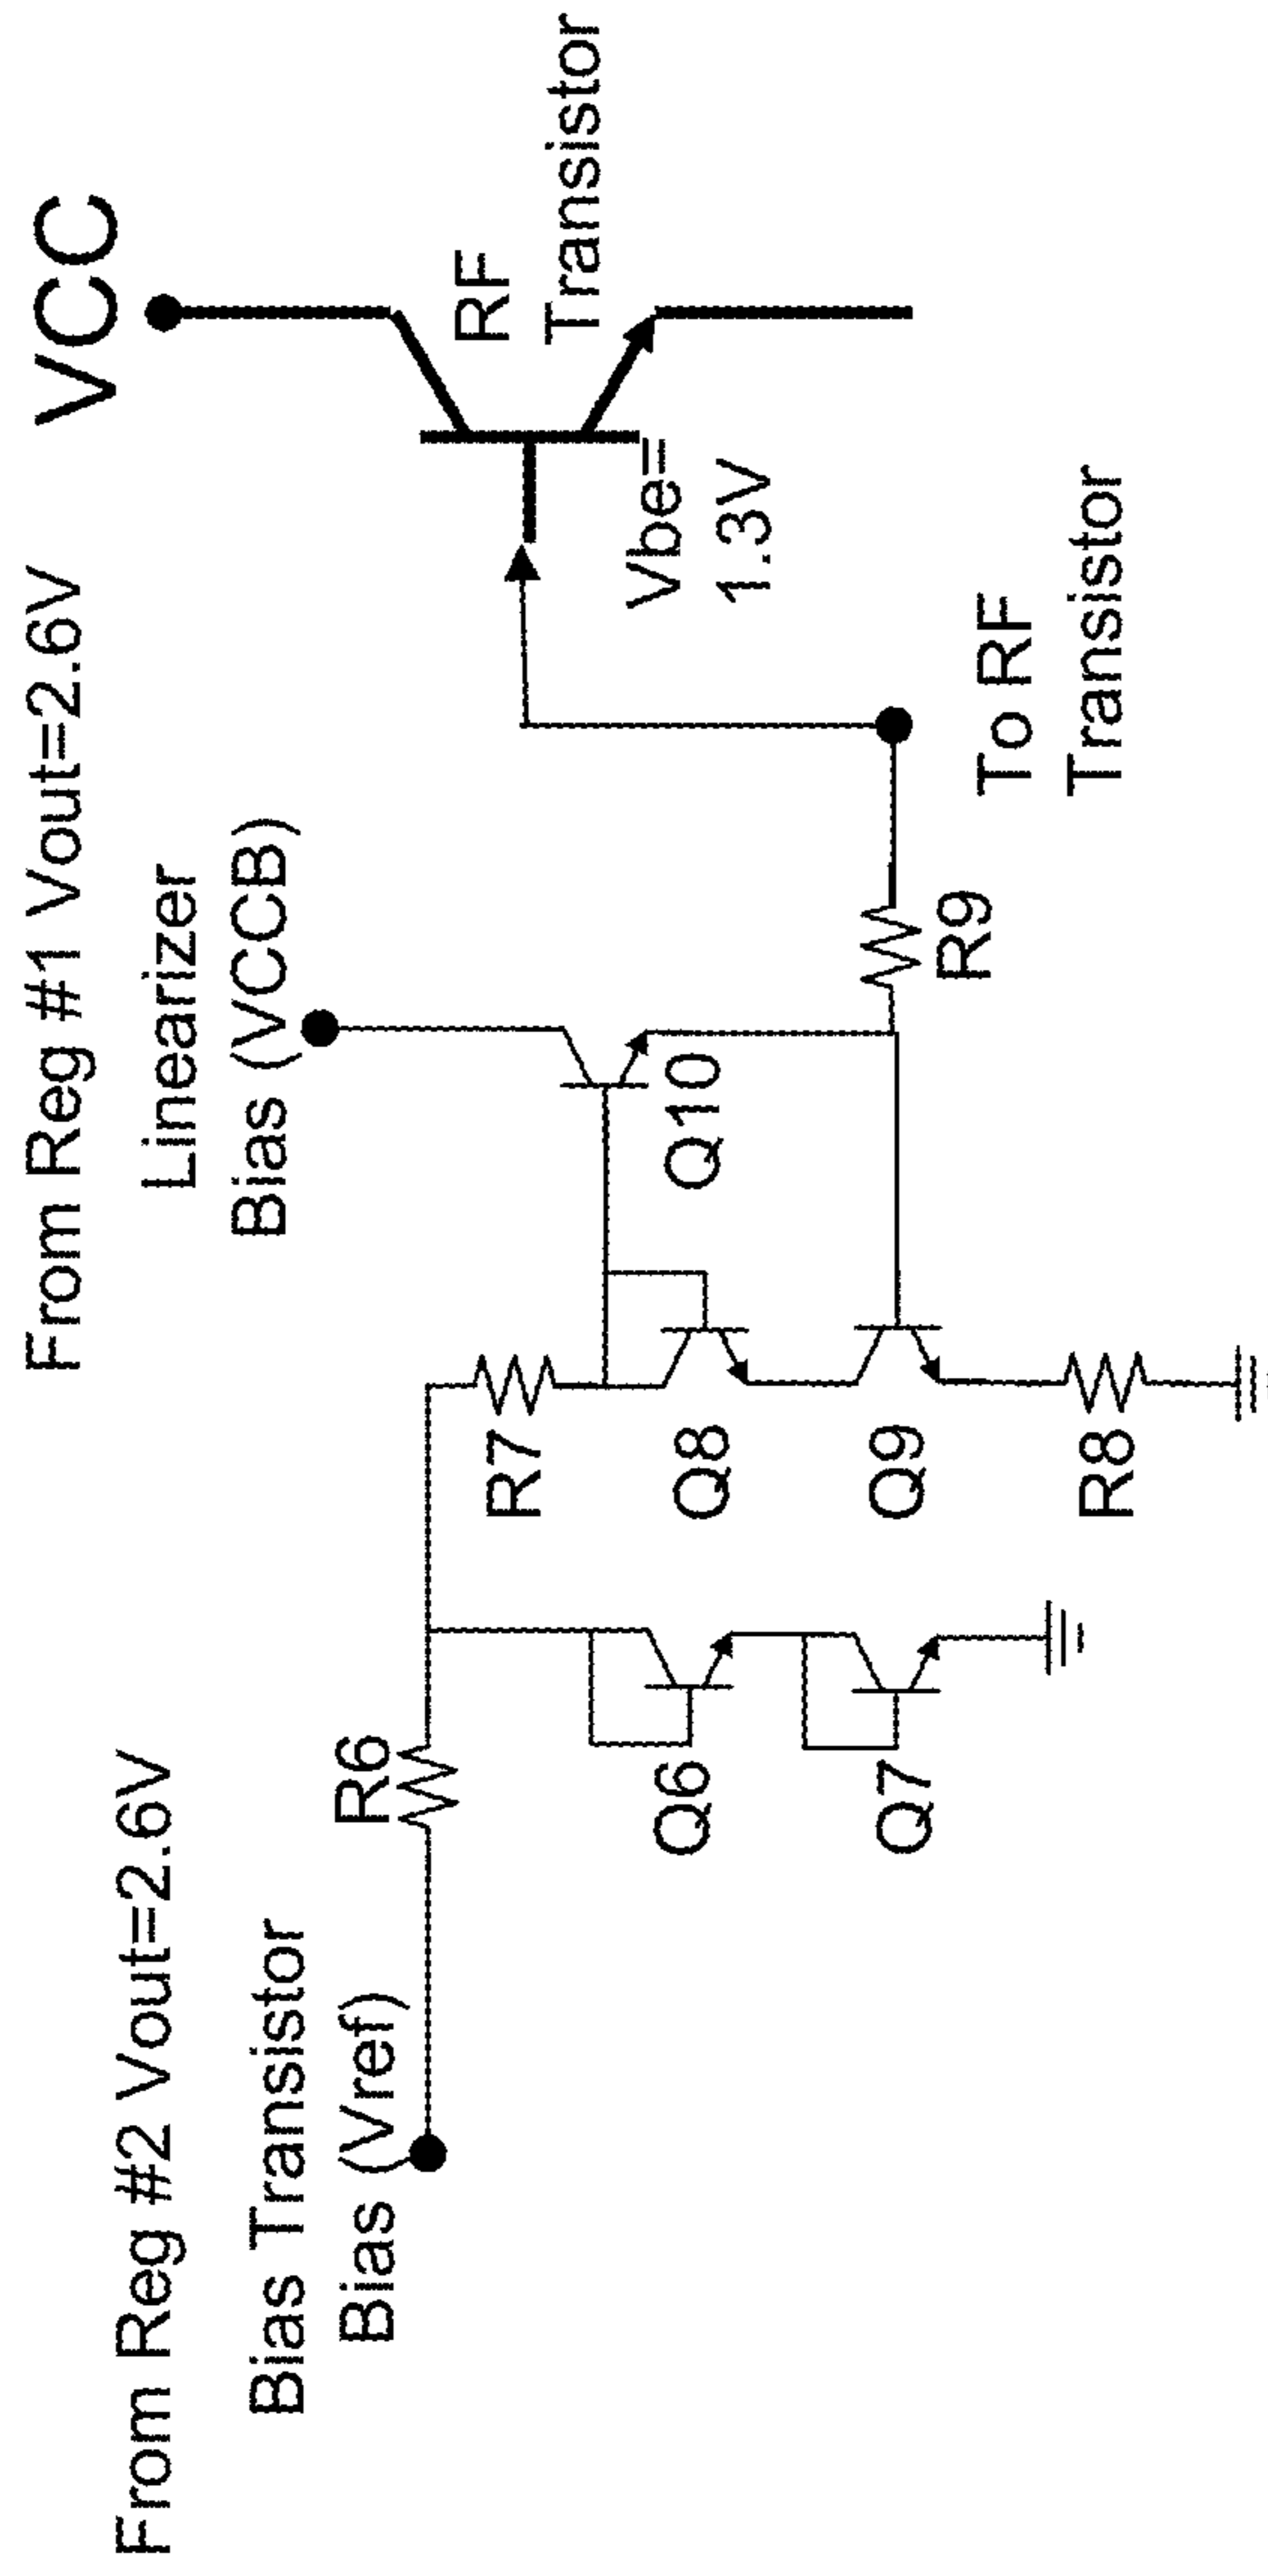 From Reg #1 Vout=2.6V
VCC
From Reg #2 Vout=2.6V
Linearizer
Bias (VCCB)
Bias Transistor
Bias (Vref)
R6
R7
RF
Transistor
Q6
Q8
Q10
Vbe=
1.3V
Q7
Q9
R9
R8
To RF
Transistor